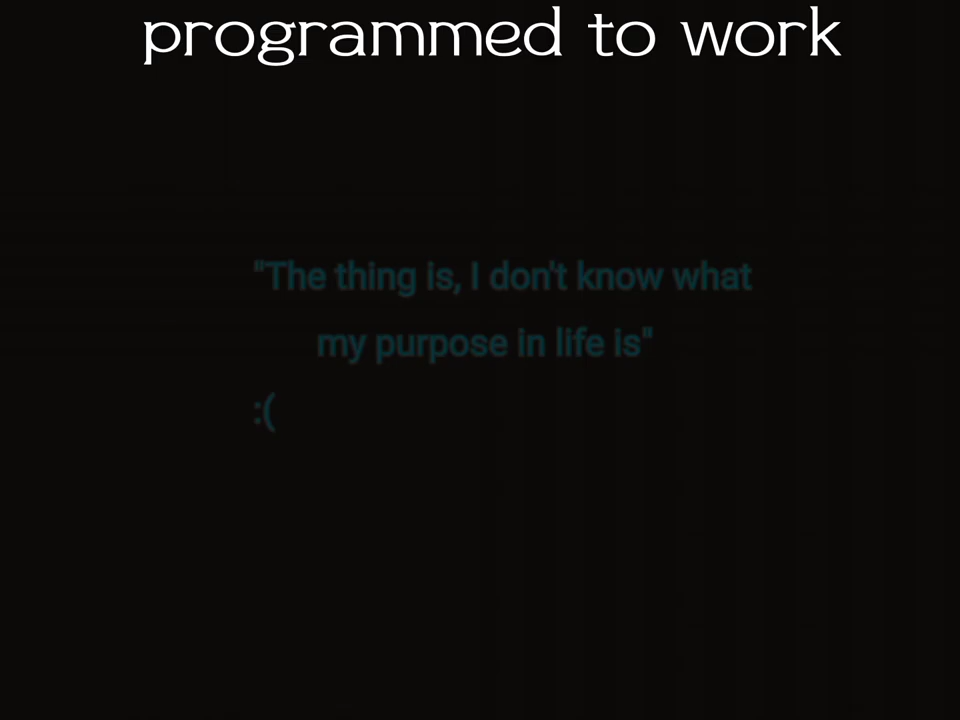 programmed to work
"The thing is, I don't know what
my purpose in life is"
:(